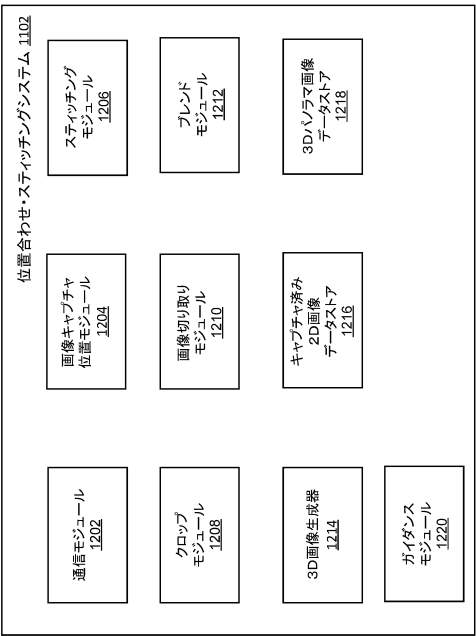 位置合わせ・スティッチングシステム 1102
通信モジュール
1202
画像キャプチャ
位置モジュール
1204
スティッチング
モジュール
1206
クロップ
モジュール
1208
画像切り取り
モジュール
1210
ブレンド
モジュール
1212
3D画像生成器
1214
キャプチャ済み
2D画像
データストア
1216
3Dパノラマ画像
データストア
1218
ガイダンス
モジュール
1220